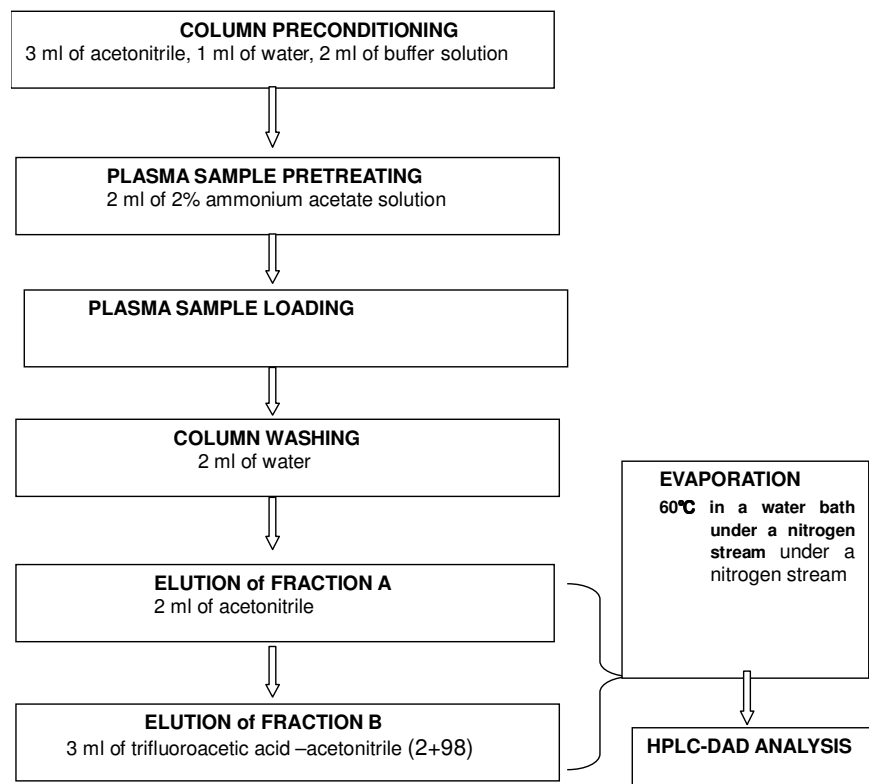 COLUMN PRECONDITIONING
3 ml of acetonitrile, 1 ml of water, 2 ml of buffer solution
PLASMA SAMPLE PRETREATING
2 ml of 2% ammonium acetate solution
PLASMA SAMPLE LOADING
COLUMN WASHING
2 ml of water
ELUTION of FRACTION A
2 ml of acetonitrile
ELUTION of FRACTION B
3 ml of trifluoroacetic acid –acetonitrile (2+98)
EVAPORATION
60℃ in a water bath
under a nitrogen
stream under a
nitrogen stream
HPLC-DAD ANALYSIS